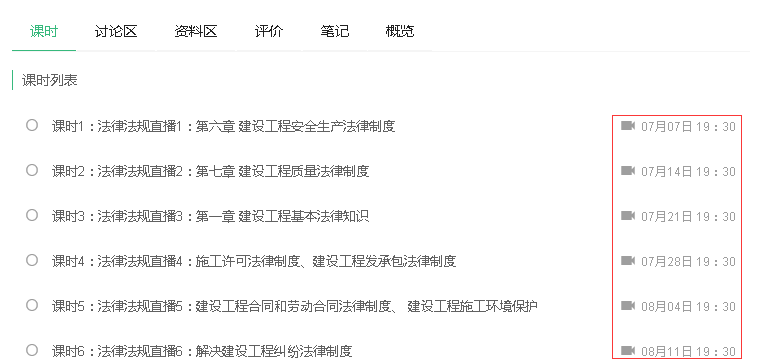 课时 讨论区 资料区 评价 笔记 概览
课时列表
课时1：法律法规直播1：第六章 建设工程安全生产法律制度 07月07日 19：30
课时2：法律法规直播2：第七章 建设工程质量法律制度 07月14日 19：30
课时3：法律法规直播3：第一章 建设工程基本法律知识 07月21日 19：30
课时4：法律法规直播4：施工许可法律制度、建设工程发承包法律制度 07月28日 19：30
课时5：法律法规直播5：建设工程合同和劳动合同法律制度、 建设工程施工环境保护 08月04日 19：30
课时6：法律法规直播6：解决建设工程纠纷法律制度 08月11日 19：30